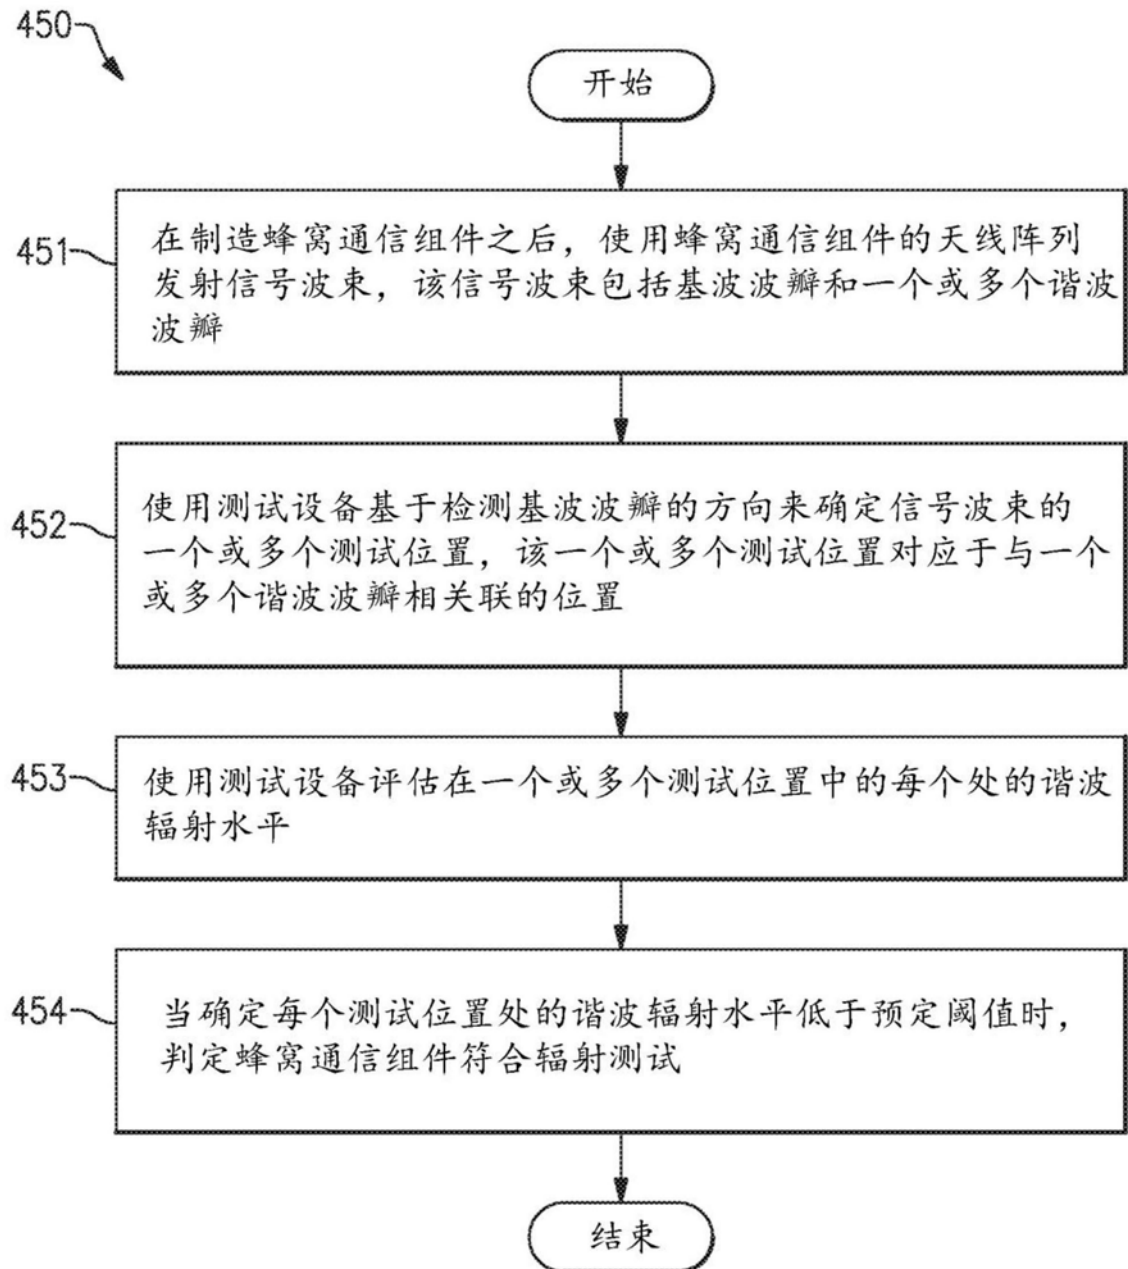 450
开始
451
在制造蜂窝通信组件之后，使用蜂窝通信组件的天线阵列
发射信号波束，该信号波束包括基波波瓣和一个或多个谐波
波瓣
452
使用测试设备基于检测基波波瓣的方向来确定信号波束的
一个或多个测试位置，该一个或多个测试位置对应于与一个
或多个谐波波瓣相关联的位置
453
使用测试设备评估在一个或多个测试位置中的每个处的谐波
辐射水平
454
当确定每个测试位置处的谐波辐射水平低于预定阈值时，
判定蜂窝通信组件符合辐射测试
结束